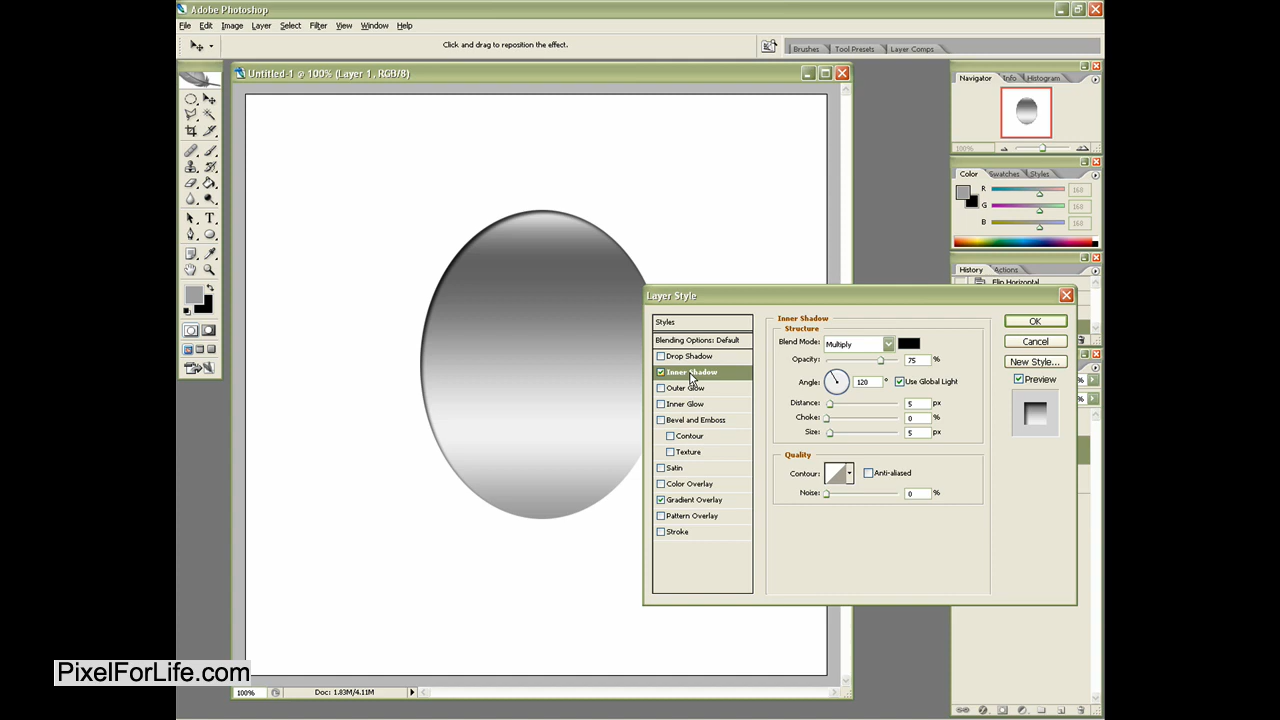 Adobe Photoshop
File Edit Image Layer Select Filter View Window Help
Click and drag to reposition the effect.
Brushes Tool Presets Layer Comps
Untitled-1 @ 100% (Layer 1, RGB/8)
Navigator Info Histogram
100%
Color Swatches Styles
R 168
G 168
B 168
History Actions
Flip Horizontal
Layer Style
Styles
Blending Options: Default
Drop Shadow
Inner Shadow
Outer Glow
Inner Glow
Bevel and Emboss
Contour
Texture
Satin
Color Overlay
Gradient Overlay
Pattern Overlay
Stroke
Inner Shadow
Structure
Blend Mode: Multiply
Opacity: 75 %
Angle: 120 ° Use Global Light
Distance: 5 px
Choke: 0 %
Size: 5 px
Quality
Contour: Anti-aliased
Noise: 0 %
OK
Cancel
New Style...
Preview
%
%
PixelForLife.com
100% Doc: 1.83M/4.11M